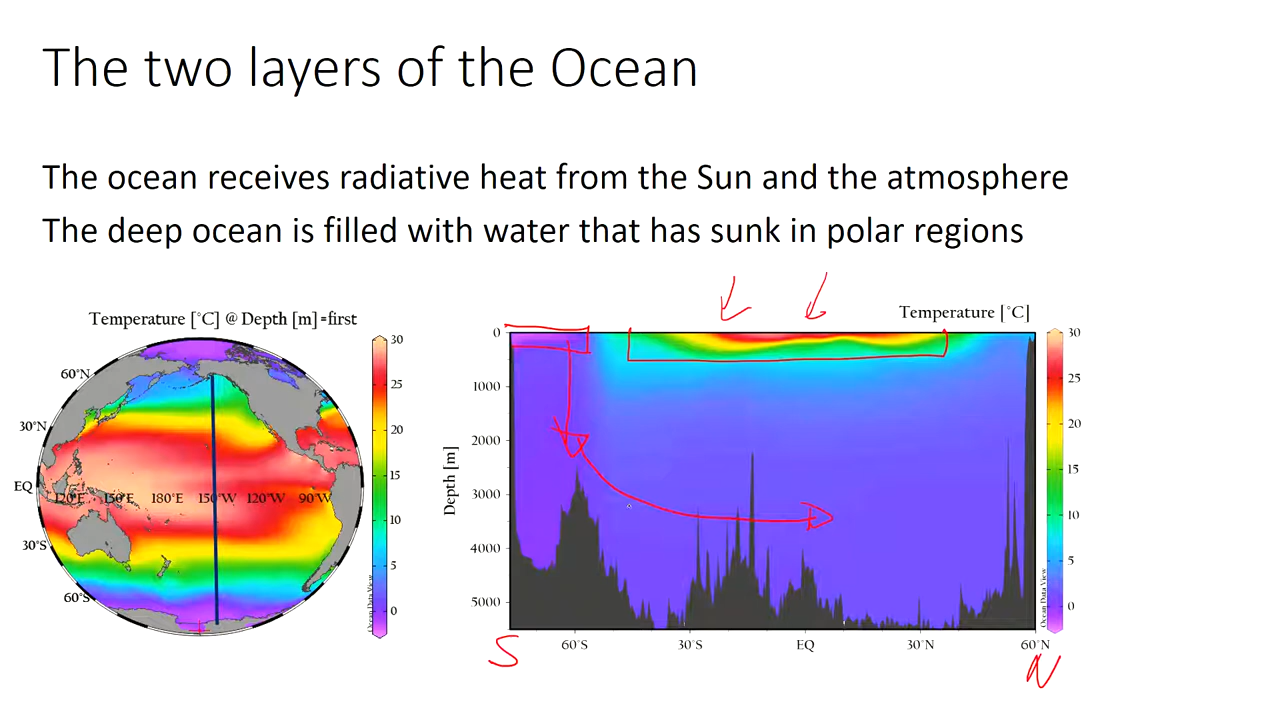 The two layers of the Ocean
The ocean receives radiative heat from the Sun and the atmosphere
The deep ocean is filled with water that has sunk in polar regions
Temperature [°C] @ Depth [m]=first
60°N
30°N
EQ
30°S
60°S
120°E 150°E 180°E 150°W 120°W 90°W
30
25
20
15
10
5
0
Ocean Data View
Temperature [°C]
Depth [m]
0
1000
2000
3000
4000
5000
60°S 30°S EQ 30°N 60°N
30
25
20
15
10
5
0
Ocean Data View
S
N